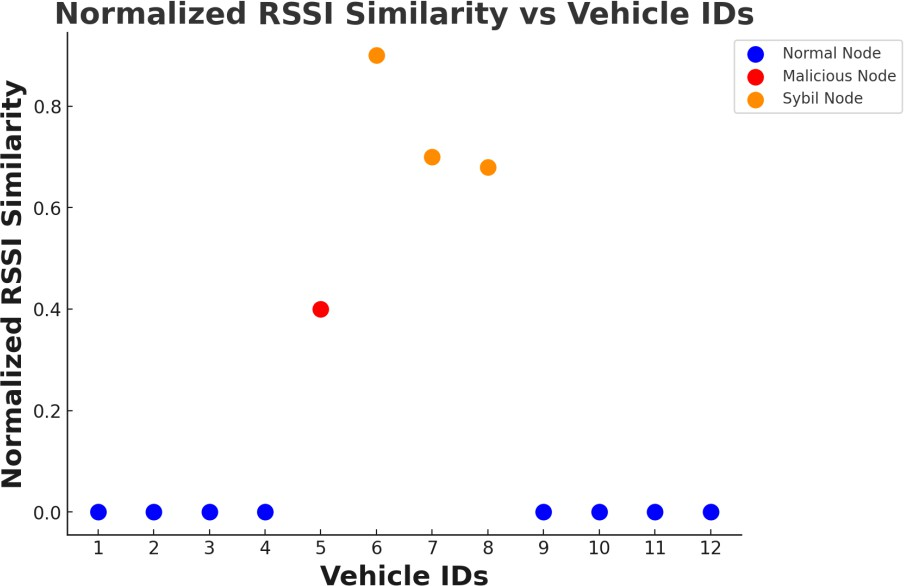 Normalized RSSI Similarity vs Vehicle IDs
Normal Node
Malicious Node
Sybil Node
Normalized RSSI Similarity
0.8
0.6
0.4
0.2
0.0
1 2 3 4 5 6 7 8 9 10 11 12
Vehicle IDs